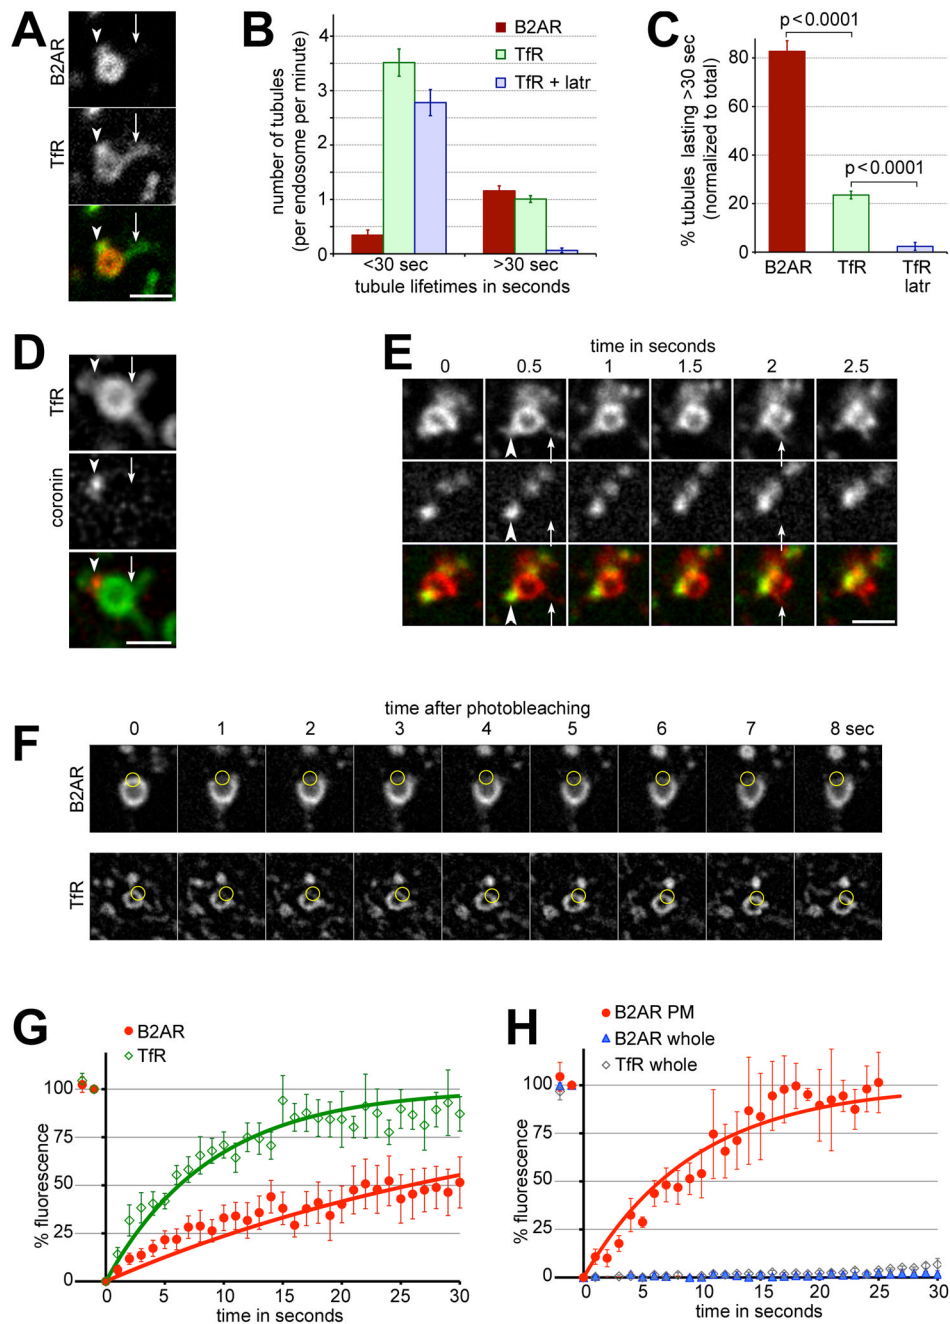 A
B2AR
TfR
B
number of tubules
(per endosome per minute)
4
3
2
1
0
B2AR
TfR
TfR + latr
<30 sec
>30 sec
tubule lifetimes in seconds
C
% tubules lasting >30 sec
(normalized to total)
80
60
40
20
0
p<0.0001
p<0.0001
B2AR
TfR
TfR
latr
D
TfR
coronin
E
time in seconds
0
0.5
1
1.5
2
2.5
F
time after photobleaching
0
1
2
3
4
5
6
7
8 sec
B2AR
TfR
G
B2AR
TfR
% fluorescence
100
75
50
25
0
0
5
10
15
20
25
30
time in seconds
H
B2AR PM
B2AR whole
TfR whole
% fluorescence
100
75
50
25
0
0
5
10
15
20
25
30
time in seconds